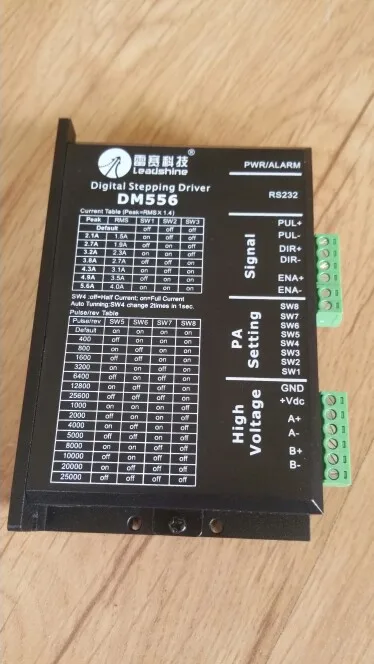 雷赛科技®
Leadshine
Digital Stepping Driver
DM556
Current Table (Peak=RMS X 1.4)
Peak RMS SW1 SW2 SW3
Default off off off
2.1A 1.5A on off off
2.7A 1.9A off on off
3.2A 2.3A on on off
3.8A 2.7A off off on
4.3A 3.1A on off on
4.9A 3.5A off on on
5.6A 4.0A on on on
SW4 :off=Half Current; on=Full Current
Auto Tunning:SW4 change 2times in 1sec.
Pulse/rev Table
Pulse/rev SW5 SW6 SW7 SW8
Default on on on on
400 off on on on
800 on off on on
1600 off off on on
3200 on on off on
6400 off on off on
12800 on off off on
25600 off off off on
1000 on on on off
2000 off on on off
4000 on off on off
5000 off off on off
8000 on on off off
10000 off on off off
20000 on off off off
25000 off off off off
PWR/ALARM
RS232
Signal
PUL+
PUL-
DIR+
DIR-
ENA+
ENA-
PA
Setting
SW8
SW7
SW6
SW5
SW4
SW3
SW2
SW1
High
Voltage
GND
+Vdc
A+
A-
B+
B-